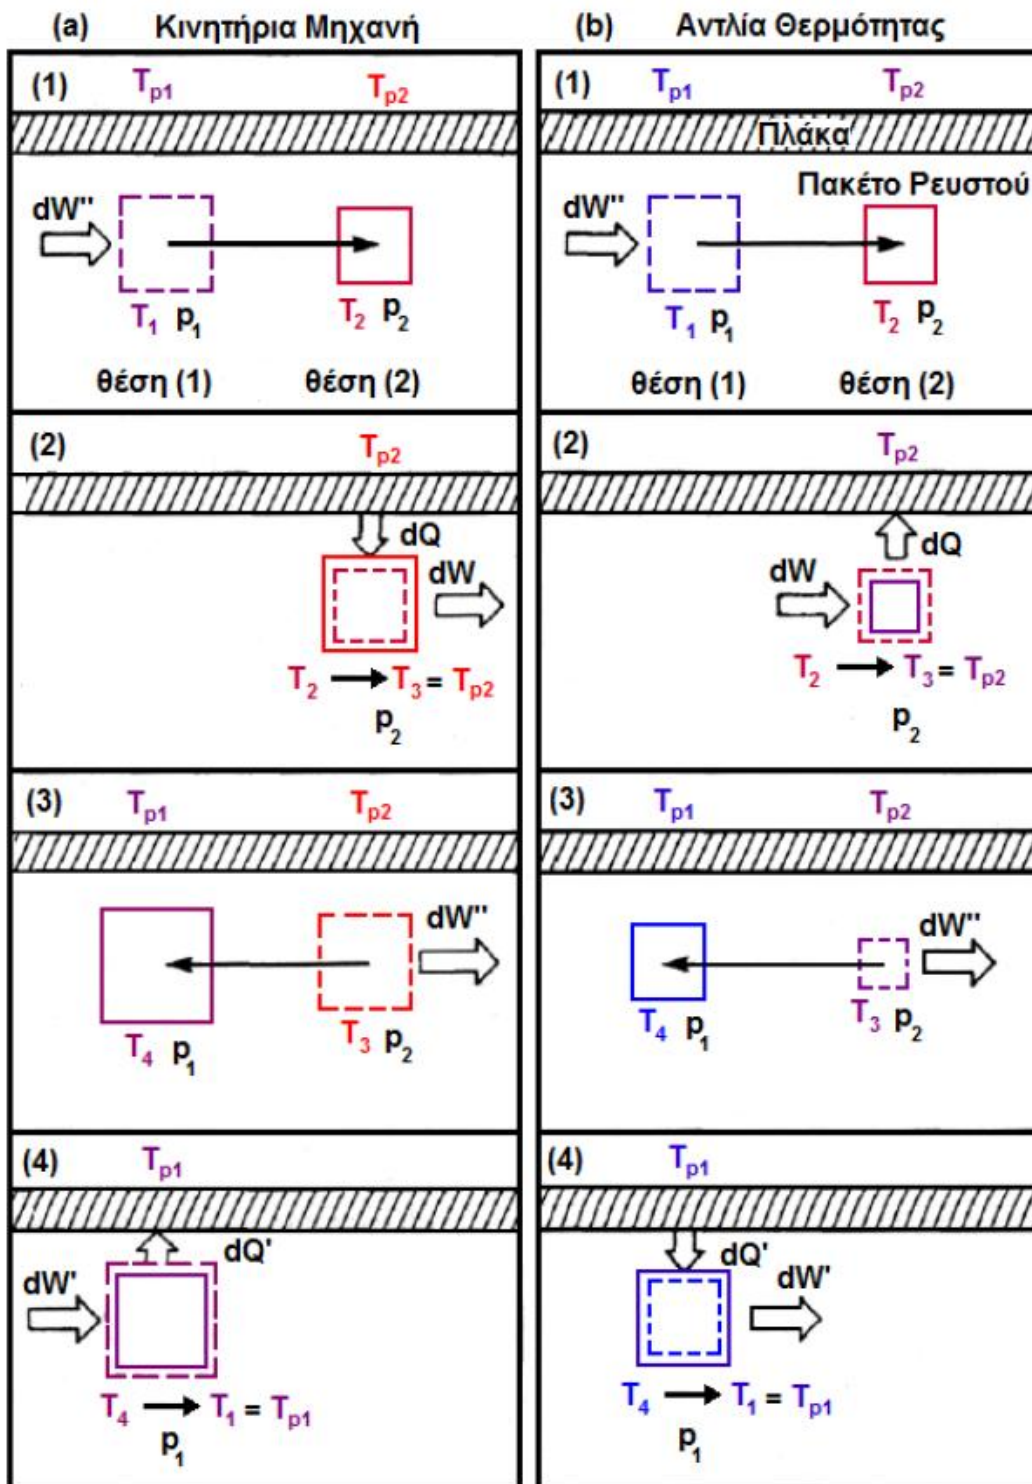 (a) Κινητήρια Μηχανή
(1) Tp1 Tp2
dW''
T1 p1 T2 p2
θέση (1) θέση (2)
(2) Tp2
dQ
dW
T2 T3 = Tp2
p2
(3) Tp1 Tp2
dW''
T4 p1 T3 p2
(4) Tp1
dQ'
dW'
T4 T1 = Tp1
p1
(b) Αντλία Θερμότητας
(1) Tp1 Tp2
Πλάκα
Πακέτο Ρευστού
dW''
T1 p1 T2 p2
θέση (1) θέση (2)
(2) Tp2
dQ
dW
T2 T3 = Tp2
p2
(3) Tp1 Tp2
dW''
T4 p1 T3 p2
(4) Tp1
dQ'
dW'
T4 T1 = Tp1
p1